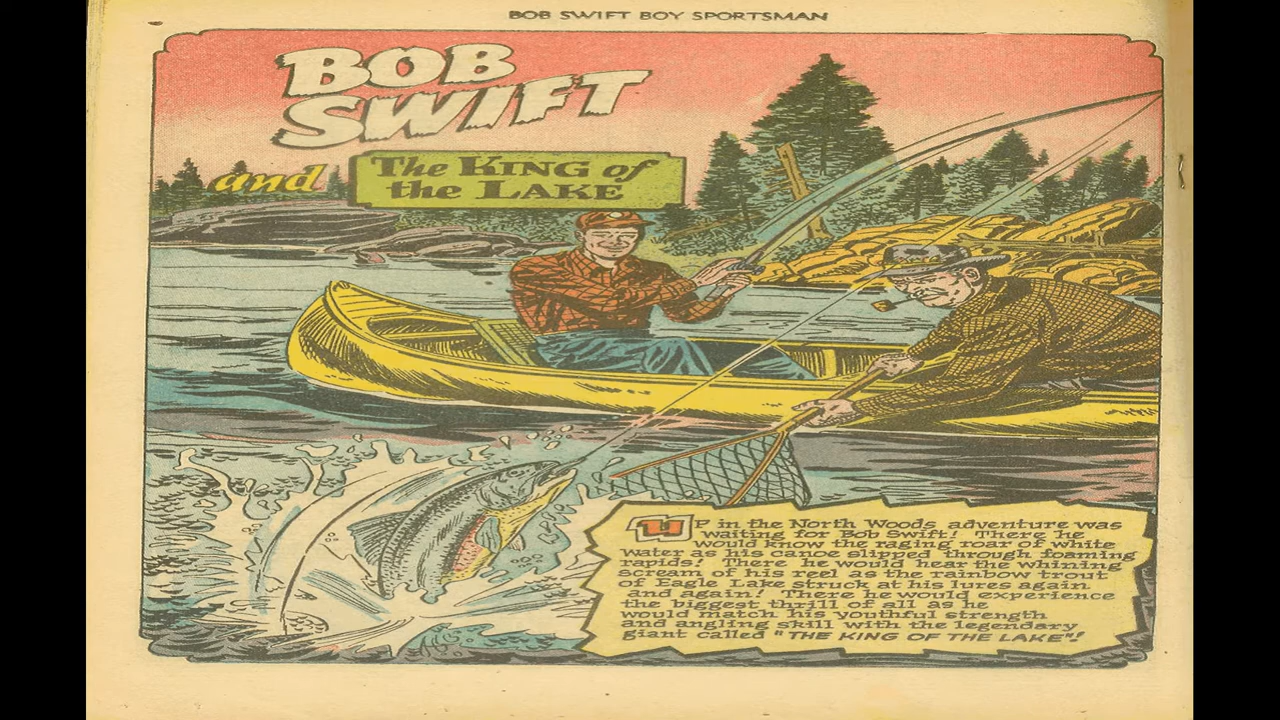 BOB SWIFT BOY SPORTSMAN
BOB
SWIFT
and
The KING of
the LAKE
UP in the North Woods adventure was
waiting for Bob Swift! There he
would know the raging roar of white
water as his canoe slipped through foaming
rapids! There he would hear the whining
scream of his reel as the rainbow trout
of Eagle Lake struck at his lures again
and again! There he would experience
the biggest thrill of all as he
would match his youthful strength
and angling skill with the legendary
giant called "THE KING OF THE LAKE"!